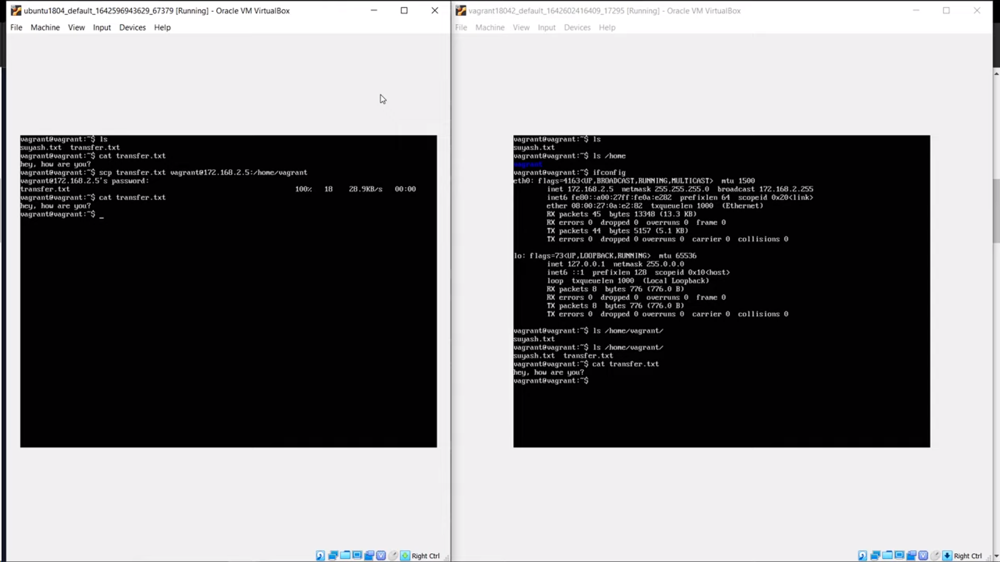 ubuntu1804_default_1642596943629_67379 [Running] - Oracle VM VirtualBox
File Machine View Input Devices Help
vagrant@vagrant:~$ ls
suyash.txt  transfer.txt
vagrant@vagrant:~$ cat transfer.txt
hey, how are you?
vagrant@vagrant:~$ scp transfer.txt vagrant@172.168.2.5:/home/vagrant
vagrant@172.168.2.5's password:
transfer.txt 100% 18 28.9KB/s 00:00
vagrant@vagrant:~$ cat transfer.txt
hey, how are you?
vagrant@vagrant:~$ _
Right Ctrl
vagrant18042_default_1642602416409_17295 [Running] - Oracle VM VirtualBox
File Machine View Input Devices Help
vagrant@vagrant:~$ ls
suyash.txt
vagrant@vagrant:~$ ls /home
vagrant
vagrant@vagrant:~$ ifconfig
eth0: flags=4163<UP,BROADCAST,RUNNING,MULTICAST>  mtu 1500
inet 172.168.2.5  netmask 255.255.255.0  broadcast 172.168.2.255
inet6 fe80::a00:27ff:fe0a:e282  prefixlen 64  scopeid 0x20<link>
ether 08:00:27:0a:e2:82  txqueuelen 1000  (Ethernet)
RX packets 45  bytes 13348 (13.3 KB)
RX errors 0  dropped 0  overruns 0  frame 0
TX packets 44  bytes 5157 (5.1 KB)
TX errors 0  dropped 0 overruns 0  carrier 0  collisions 0
lo: flags=73<UP,LOOPBACK,RUNNING>  mtu 65536
inet 127.0.0.1  netmask 255.0.0.0
inet6 ::1  prefixlen 128  scopeid 0x10<host>
loop  txqueuelen 1000  (Local Loopback)
RX packets 8  bytes 776 (776.0 B)
RX errors 0  dropped 0  overruns 0  frame 0
TX packets 8  bytes 776 (776.0 B)
TX errors 0  dropped 0 overruns 0  carrier 0  collisions 0
vagrant@vagrant:~$ ls /home/vagrant/
suyash.txt
vagrant@vagrant:~$ ls /home/vagrant/
suyash.txt  transfer.txt
vagrant@vagrant:~$ cat transfer.txt
hey, how are you?
vagrant@vagrant:~$
Right Ctrl